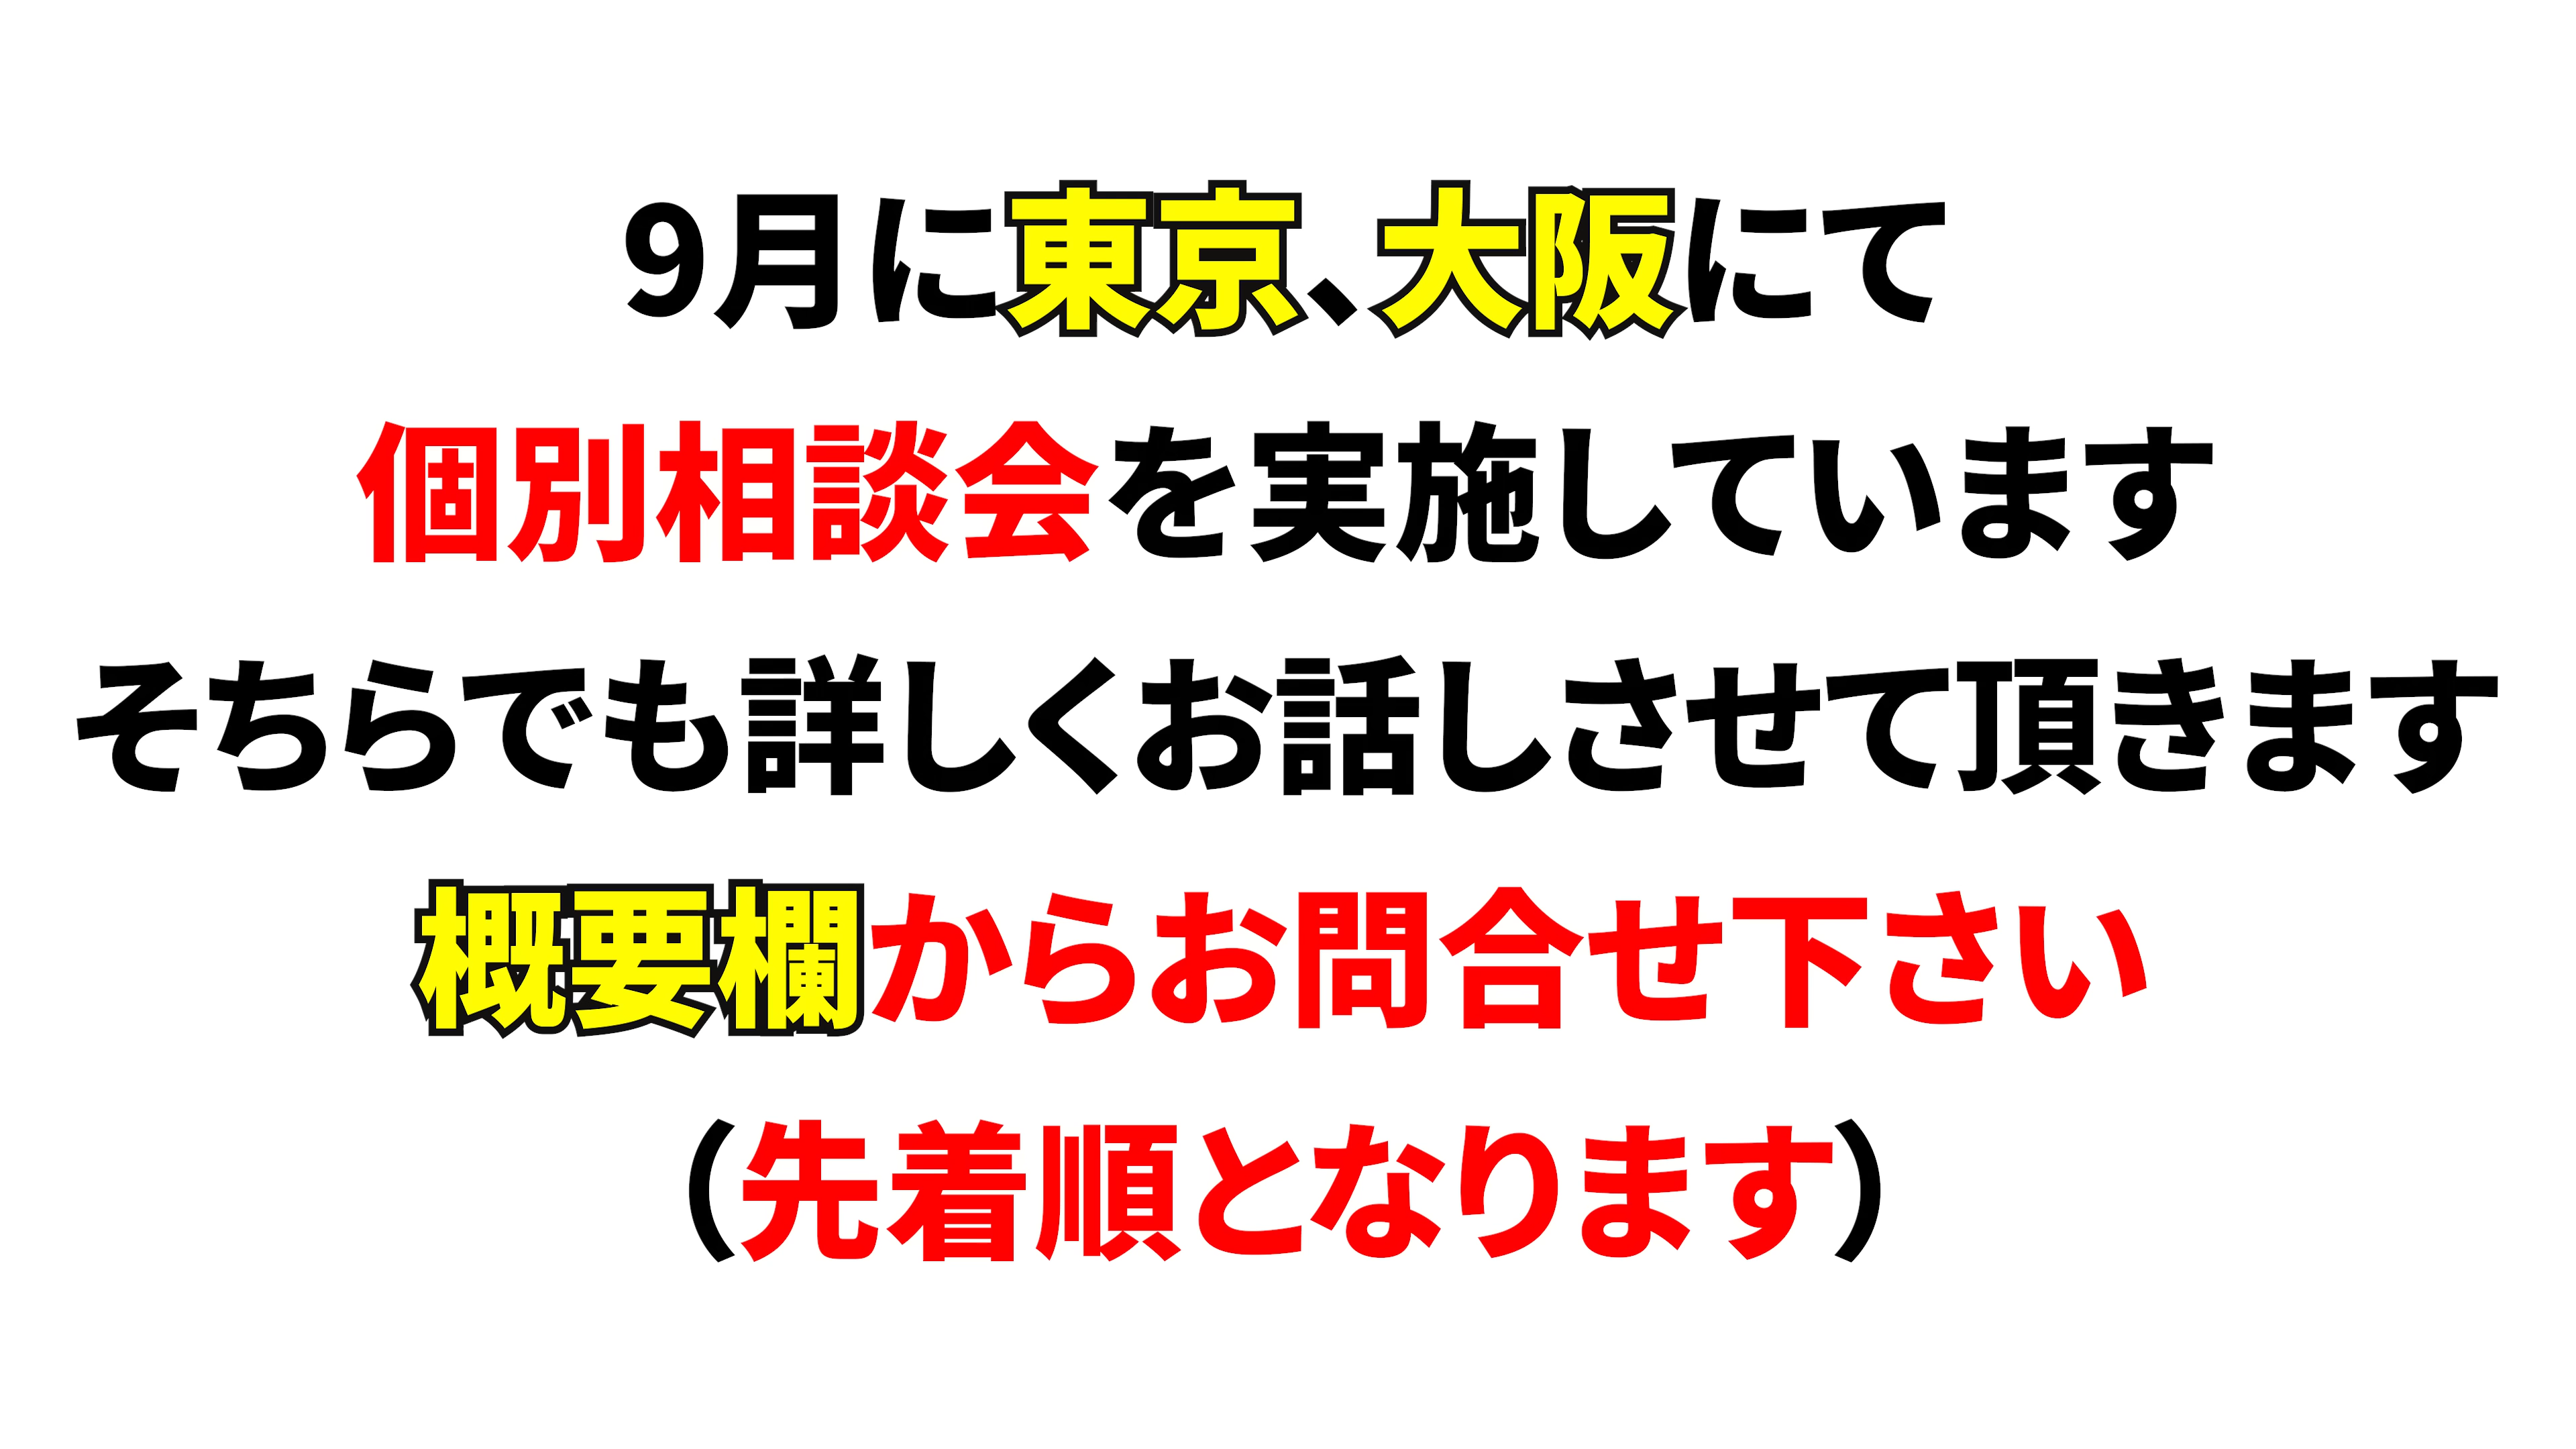 9月に東京、大阪にて
個別相談会を実施しています
そちらでも詳しくお話しさせて頂きます
概要欄からお問合せ下さい
（先着順となります）